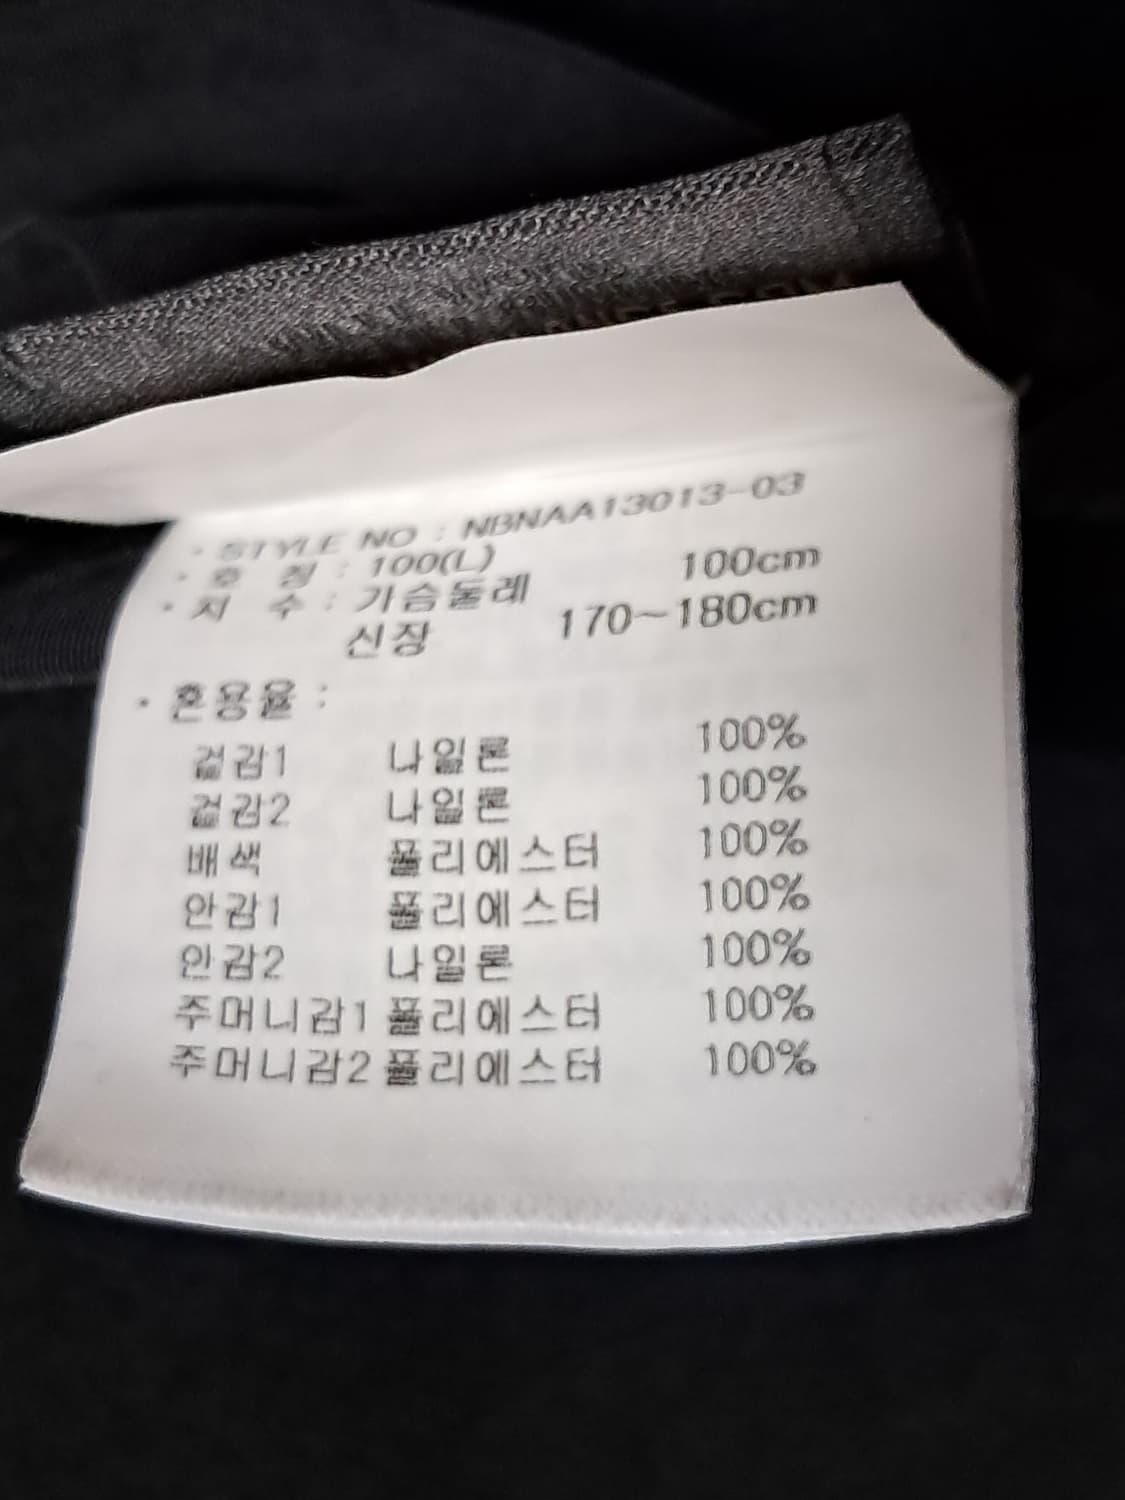 · STYLE NO : NBNAA13013-03
· 호 칭 : 100(L)
· 치 수 : 가슴둘레 100cm
신장 170~180cm
· 혼용율 :
겉감1 나일론 100%
겉감2 나일론 100%
배색 폴리에스터 100%
안감1 폴리에스터 100%
안감2 나일론 100%
주머니감1 폴리에스터 100%
주머니감2 폴리에스터 100%